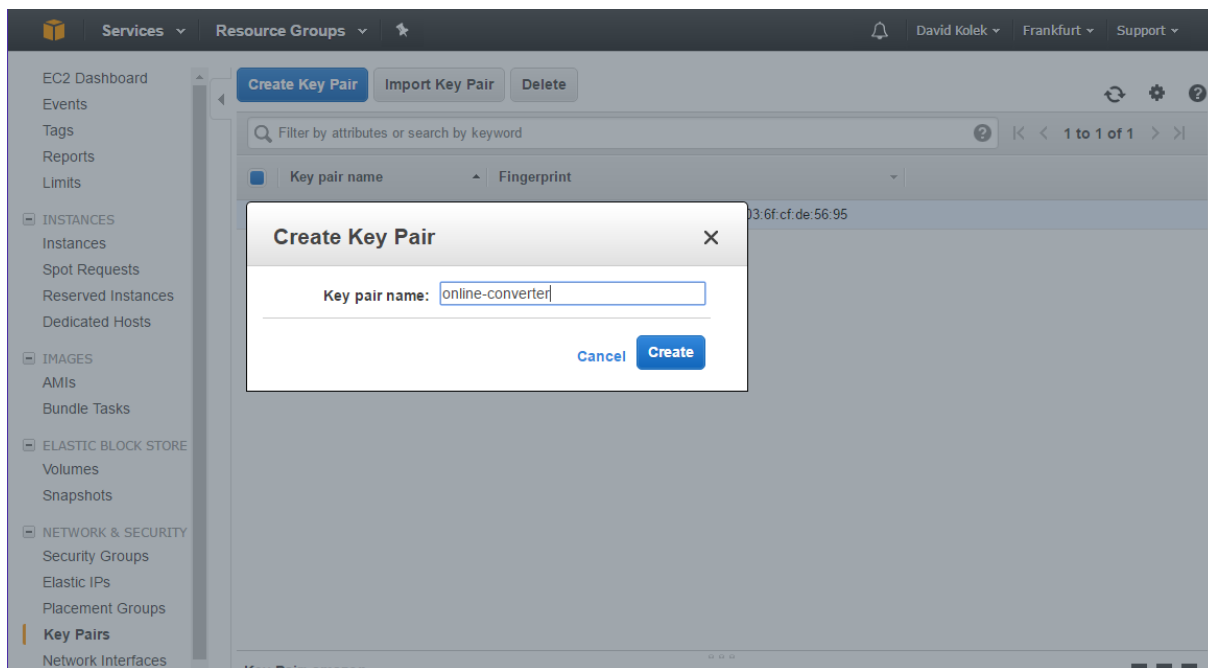 Services Resource Groups David Kolek Frankfurt Support
EC2 Dashboard
Events
Tags
Reports
Limits
INSTANCES
Instances
Spot Requests
Reserved Instances
Dedicated Hosts
IMAGES
AMIs
Bundle Tasks
ELASTIC BLOCK STORE
Volumes
Snapshots
NETWORK & SECURITY
Security Groups
Elastic IPs
Placement Groups
Key Pairs
Network Interfaces
Create Key Pair Import Key Pair Delete
Filter by attributes or search by keyword 1 to 1 of 1
Key pair name Fingerprint
03:6f:cf:de:56:95
Create Key Pair
Key pair name: online-converter
Cancel Create